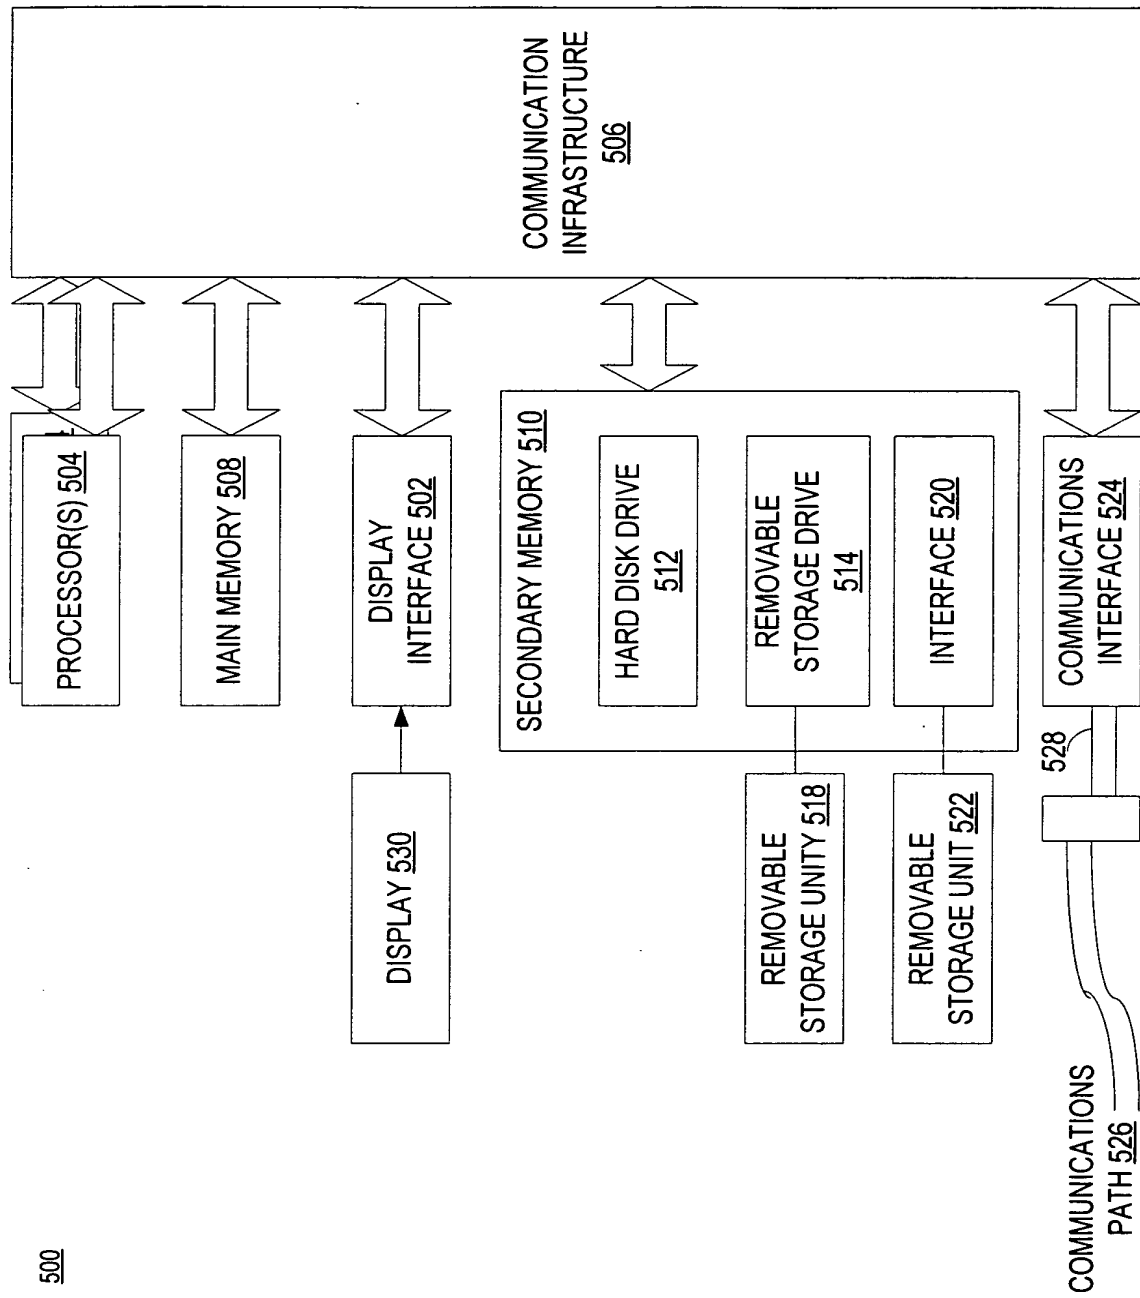 500
PROCESSOR(S) 504
MAIN MEMORY 508
DISPLAY
INTERFACE 502
DISPLAY 530
SECONDARY MEMORY 510
HARD DISK DRIVE
512
REMOVABLE
STORAGE DRIVE
514
INTERFACE 520
REMOVABLE
STORAGE UNITY 518
REMOVABLE
STORAGE UNIT 522
COMMUNICATIONS
INTERFACE 524
528
COMMUNICATIONS
PATH 526
COMMUNICATION
INFRASTRUCTURE
506